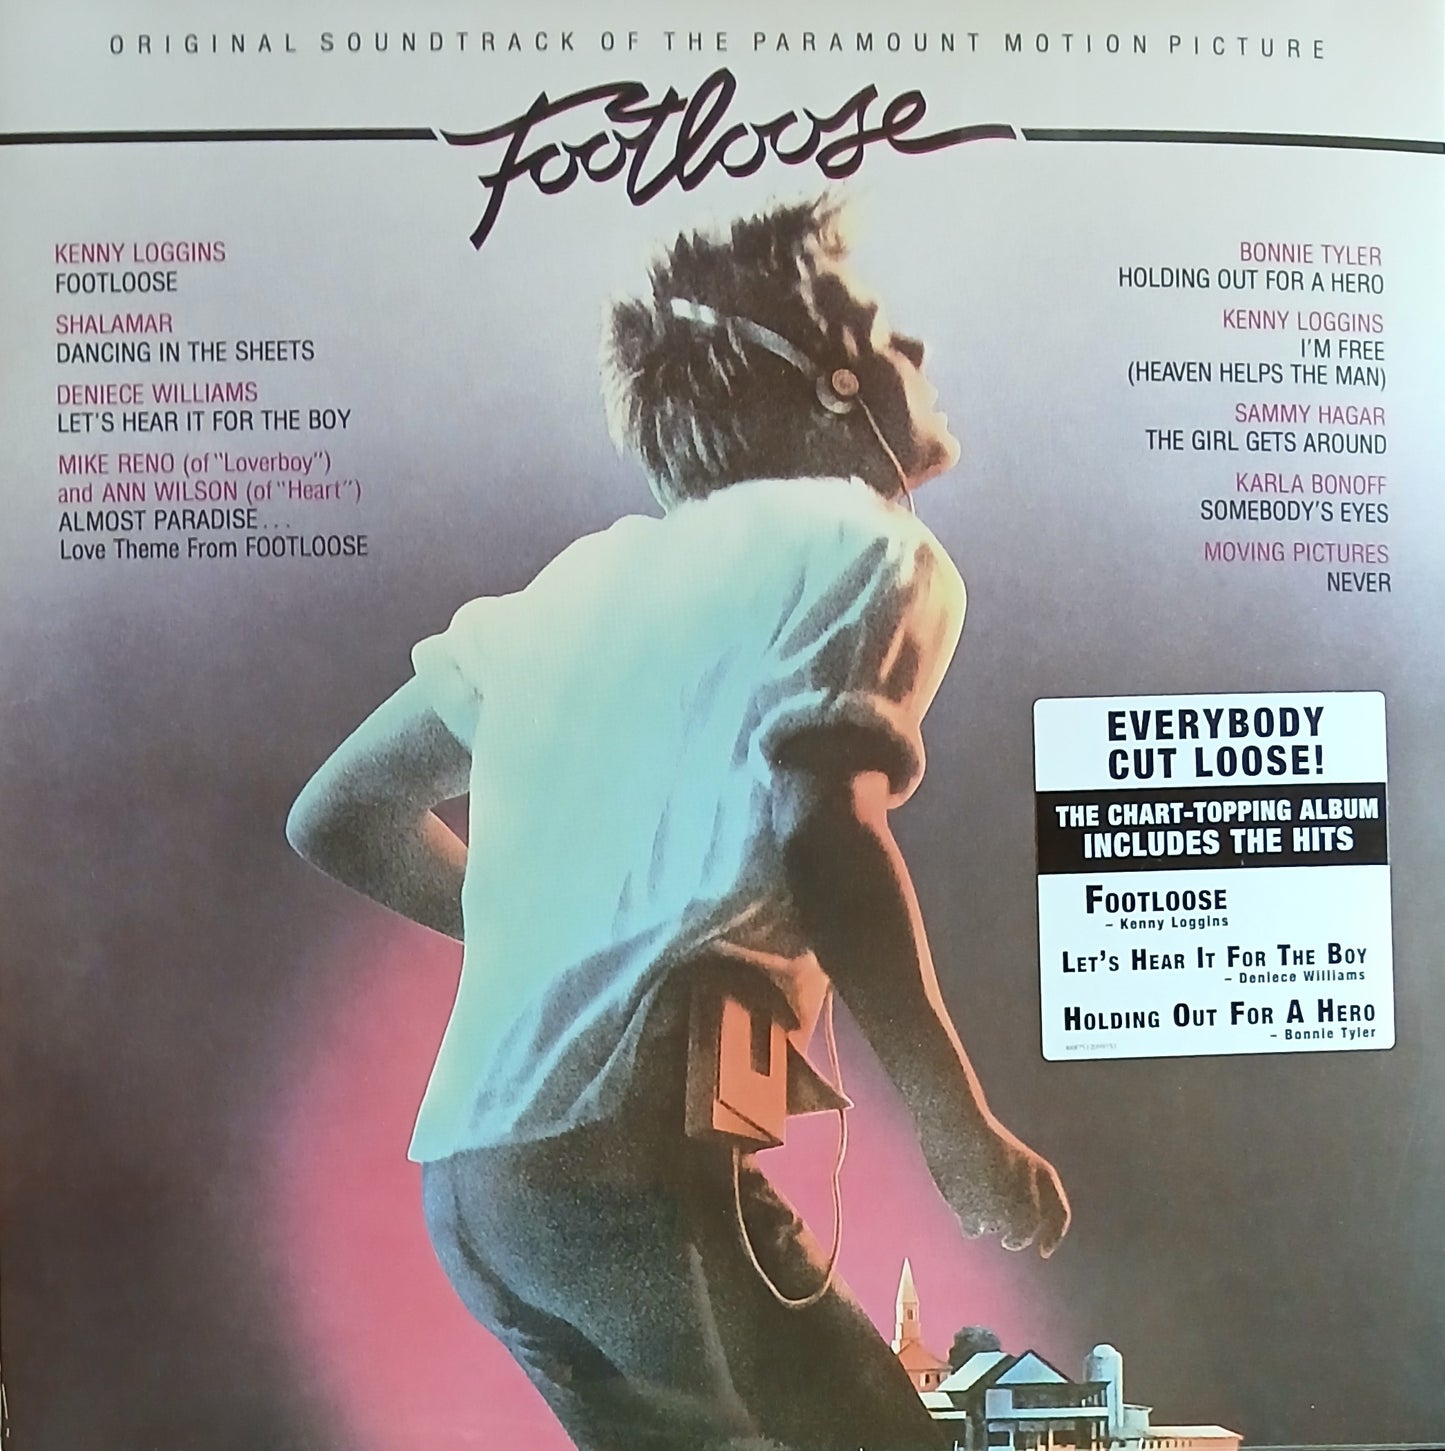 ORIGINAL SOUNDTRACK OF THE PARAMOUNT MOTION PICTURE
Footloose
KENNY LOGGINS
FOOTLOOSE
SHALAMAR
DANCING IN THE SHEETS
DENIECE WILLIAMS
LET'S HEAR IT FOR THE BOY
MIKE RENO (of "Loverboy")
and ANN WILSON (of "Heart")
ALMOST PARADISE...
Love Theme From FOOTLOOSE
BONNIE TYLER
HOLDING OUT FOR A HERO
KENNY LOGGINS
I'M FREE
(HEAVEN HELPS THE MAN)
SAMMY HAGAR
THE GIRL GETS AROUND
KARLA BONOFF
SOMEBODY'S EYES
MOVING PICTURES
NEVER
EVERYBODY
CUT LOOSE!
THE CHART-TOPPING ALBUM
INCLUDES THE HITS
FOOTLOOSE
– Kenny Loggins
LET'S HEAR IT FOR THE BOY
– Deniece Williams
HOLDING OUT FOR A HERO
– Bonnie Tyler